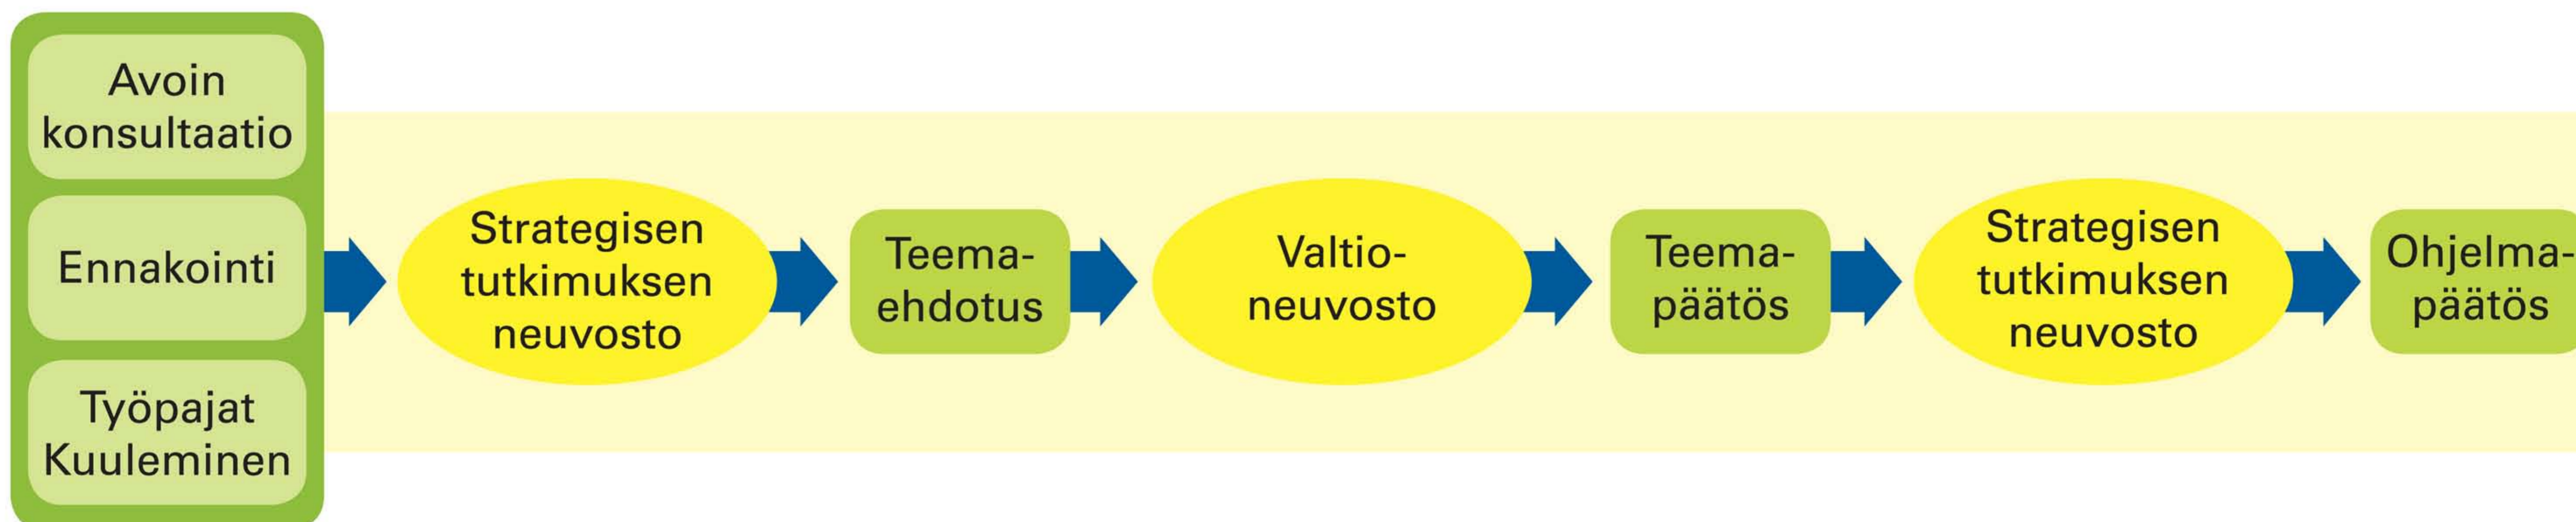 Avoin
konsultaatio
Ennakointi
Työpajat
Kuuleminen
Strategisen
tutkimuksen
neuvosto
Teema-
ehdotus
Valtio-
neuvosto
Teema-
päätös
Strategisen
tutkimuksen
neuvosto
Ohjelma-
päätös